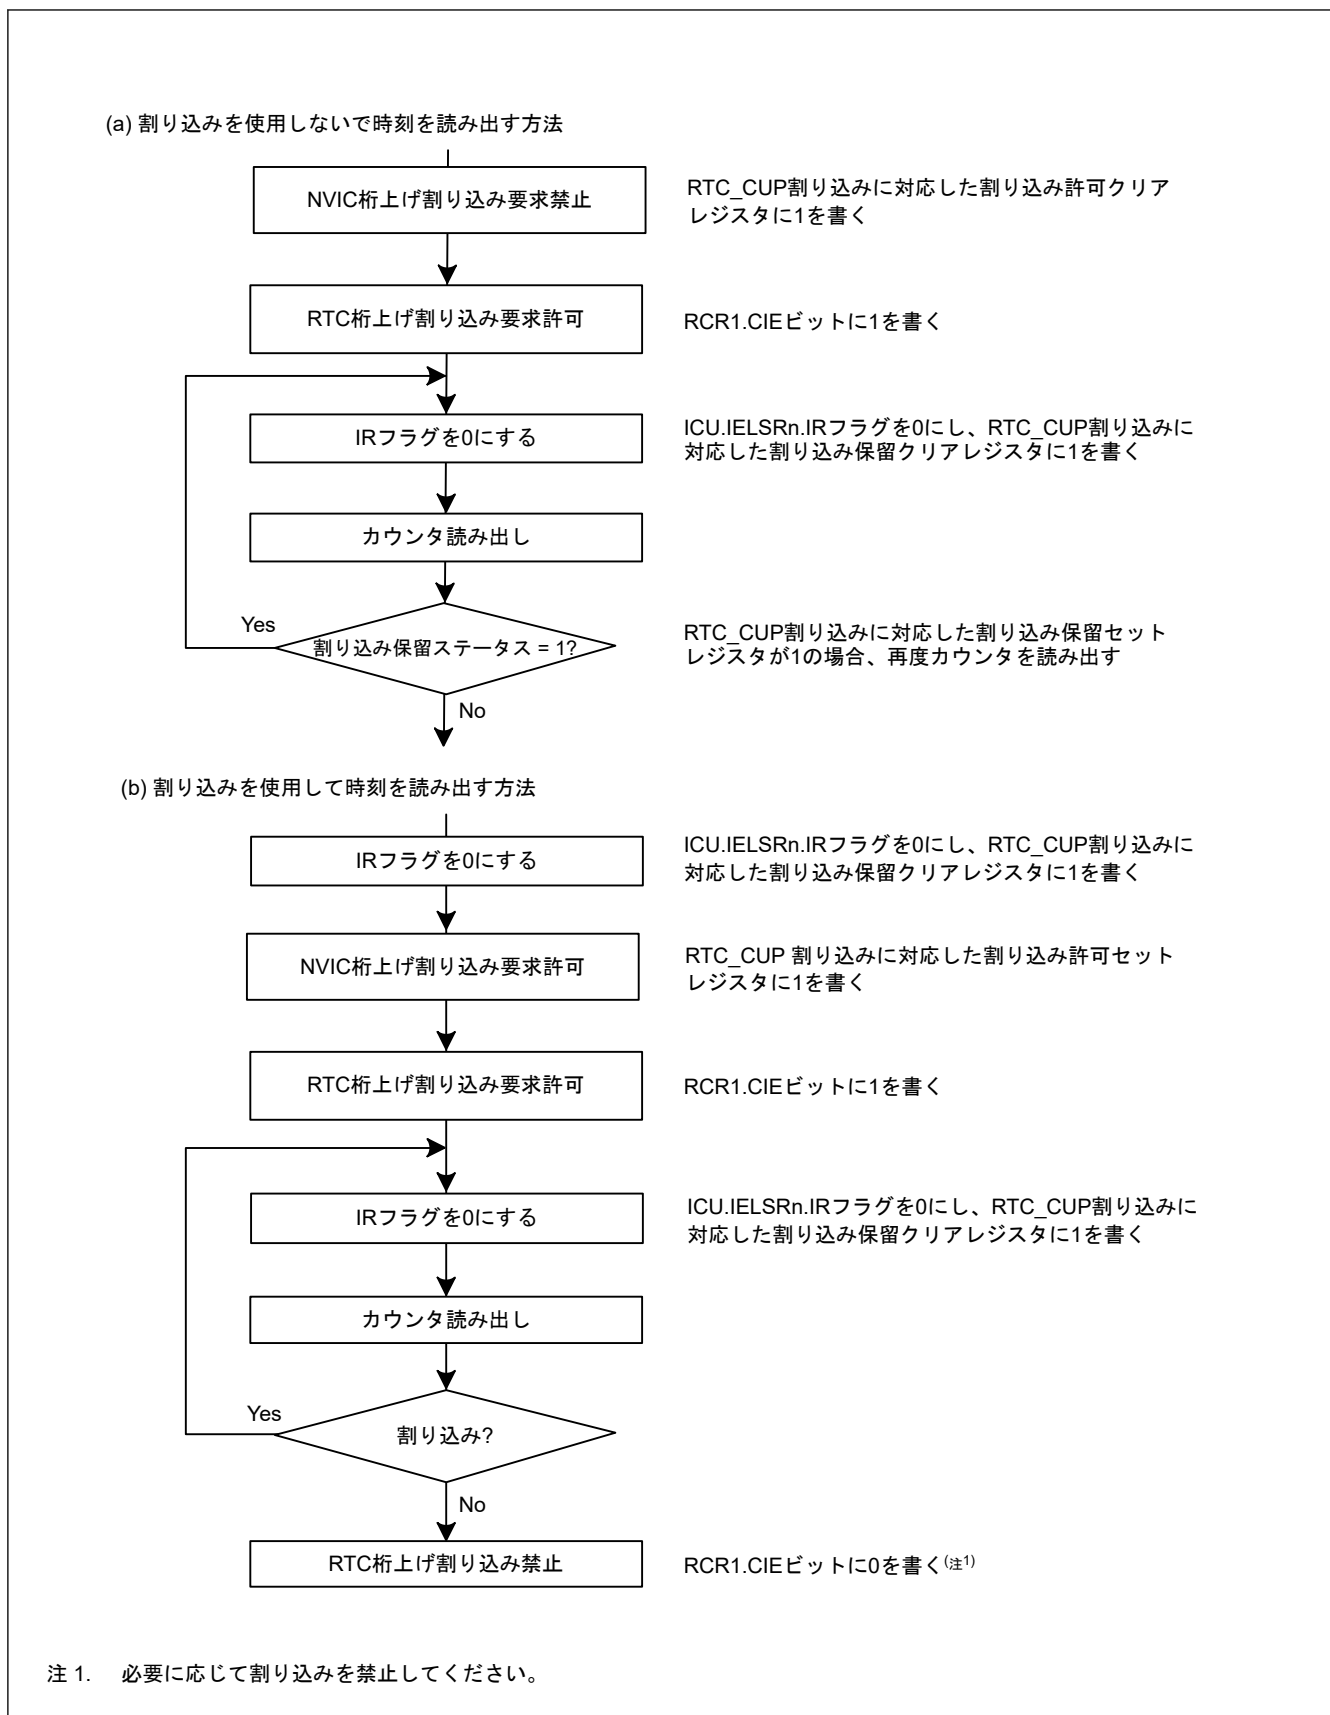 (a) 割り込みを使用しないで時刻を読み出す方法
NVIC桁上げ割り込み要求禁止
RTC_CUP割り込みに対応した割り込み許可クリア
レジスタに1を書く
RTC桁上げ割り込み要求許可
RCR1.CIEビットに1を書く
IRフラグを0にする
ICU.IELSRn.IRフラグを0にし、RTC_CUP割り込みに
対応した割り込み保留クリアレジスタに1を書く
カウンタ読み出し
Yes
割り込み保留ステータス = 1?
RTC_CUP割り込みに対応した割り込み保留セット
レジスタが1の場合、再度カウンタを読み出す
No
(b) 割り込みを使用して時刻を読み出す方法
IRフラグを0にする
ICU.IELSRn.IRフラグを0にし、RTC_CUP割り込みに
対応した割り込み保留クリアレジスタに1を書く
NVIC桁上げ割り込み要求許可
RTC_CUP 割り込みに対応した割り込み許可セット
レジスタに1を書く
RTC桁上げ割り込み要求許可
RCR1.CIEビットに1を書く
IRフラグを0にする
ICU.IELSRn.IRフラグを0にし、RTC_CUP割り込みに
対応した割り込み保留クリアレジスタに1を書く
カウンタ読み出し
Yes
割り込み?
No
RTC桁上げ割り込み禁止
RCR1.CIEビットに0を書く(注1)
注 1. 必要に応じて割り込みを禁止してください。